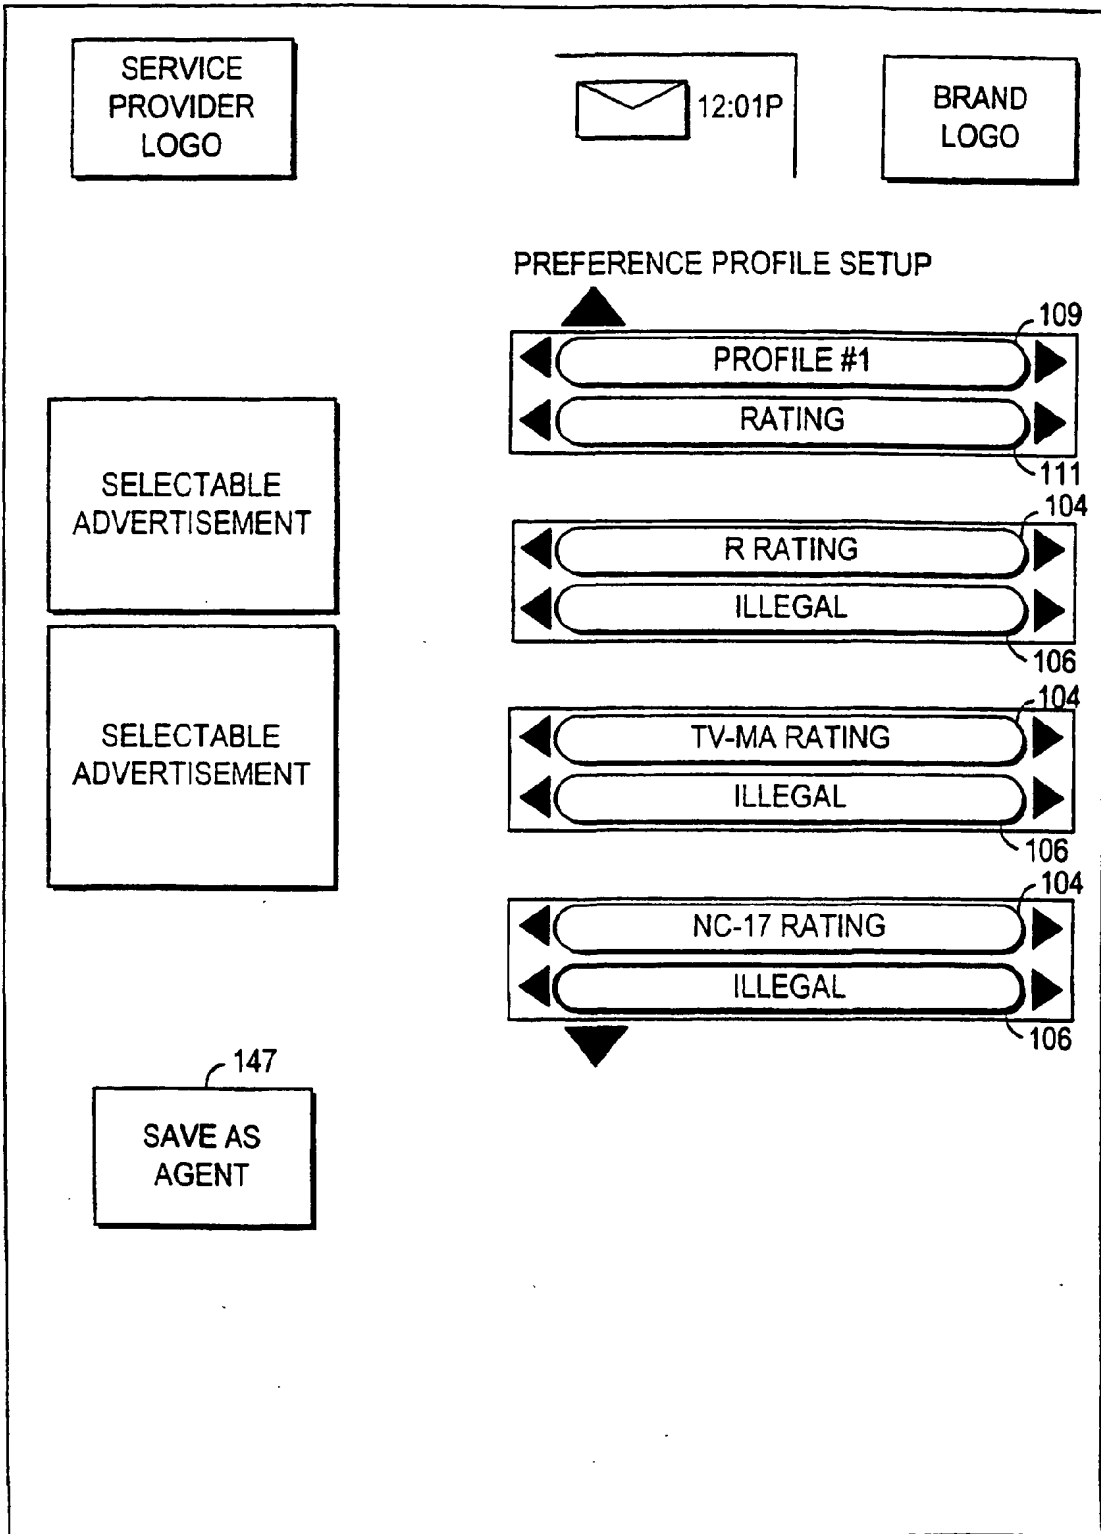 SERVICE
PROVIDER
LOGO
12:01P
BRAND
LOGO
PREFERENCE PROFILE SETUP
109
PROFILE #1
RATING
111
SELECTABLE
ADVERTISEMENT
104
R RATING
ILLEGAL
106
SELECTABLE
ADVERTISEMENT
104
TV-MA RATING
ILLEGAL
106
104
NC-17 RATING
ILLEGAL
106
147
SAVE AS
AGENT